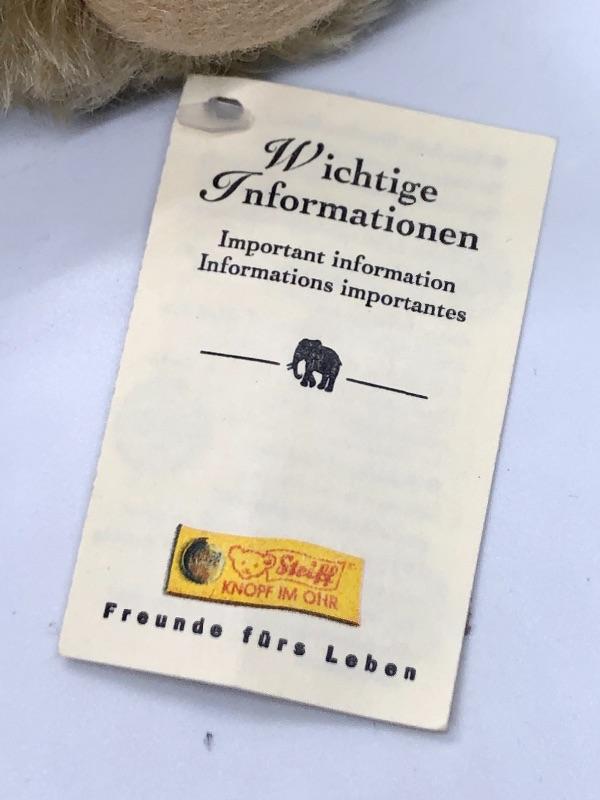 Wichtige
Informationen
Important information
Informations importantes
Steiff
KNOPF IM OHR
Freunde fürs Leben